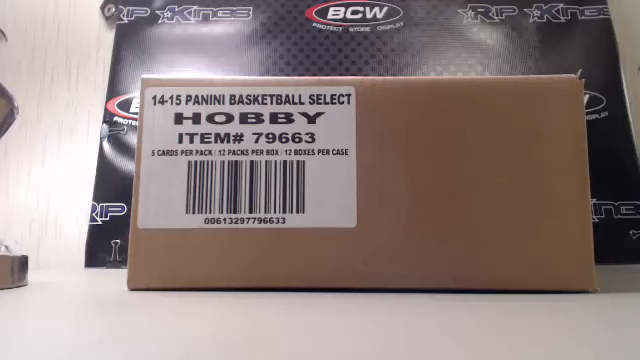 RIP KINGS
BCW
PROTECT . STORE . DISPLAY
RIP KINGS
14-15 PANINI BASKETBALL SELECT
HOBBY
ITEM# 79663
5 CARDS PER PACK / 12 PACKS PER BOX / 12 BOXES PER CASE
00613297796633
RIP